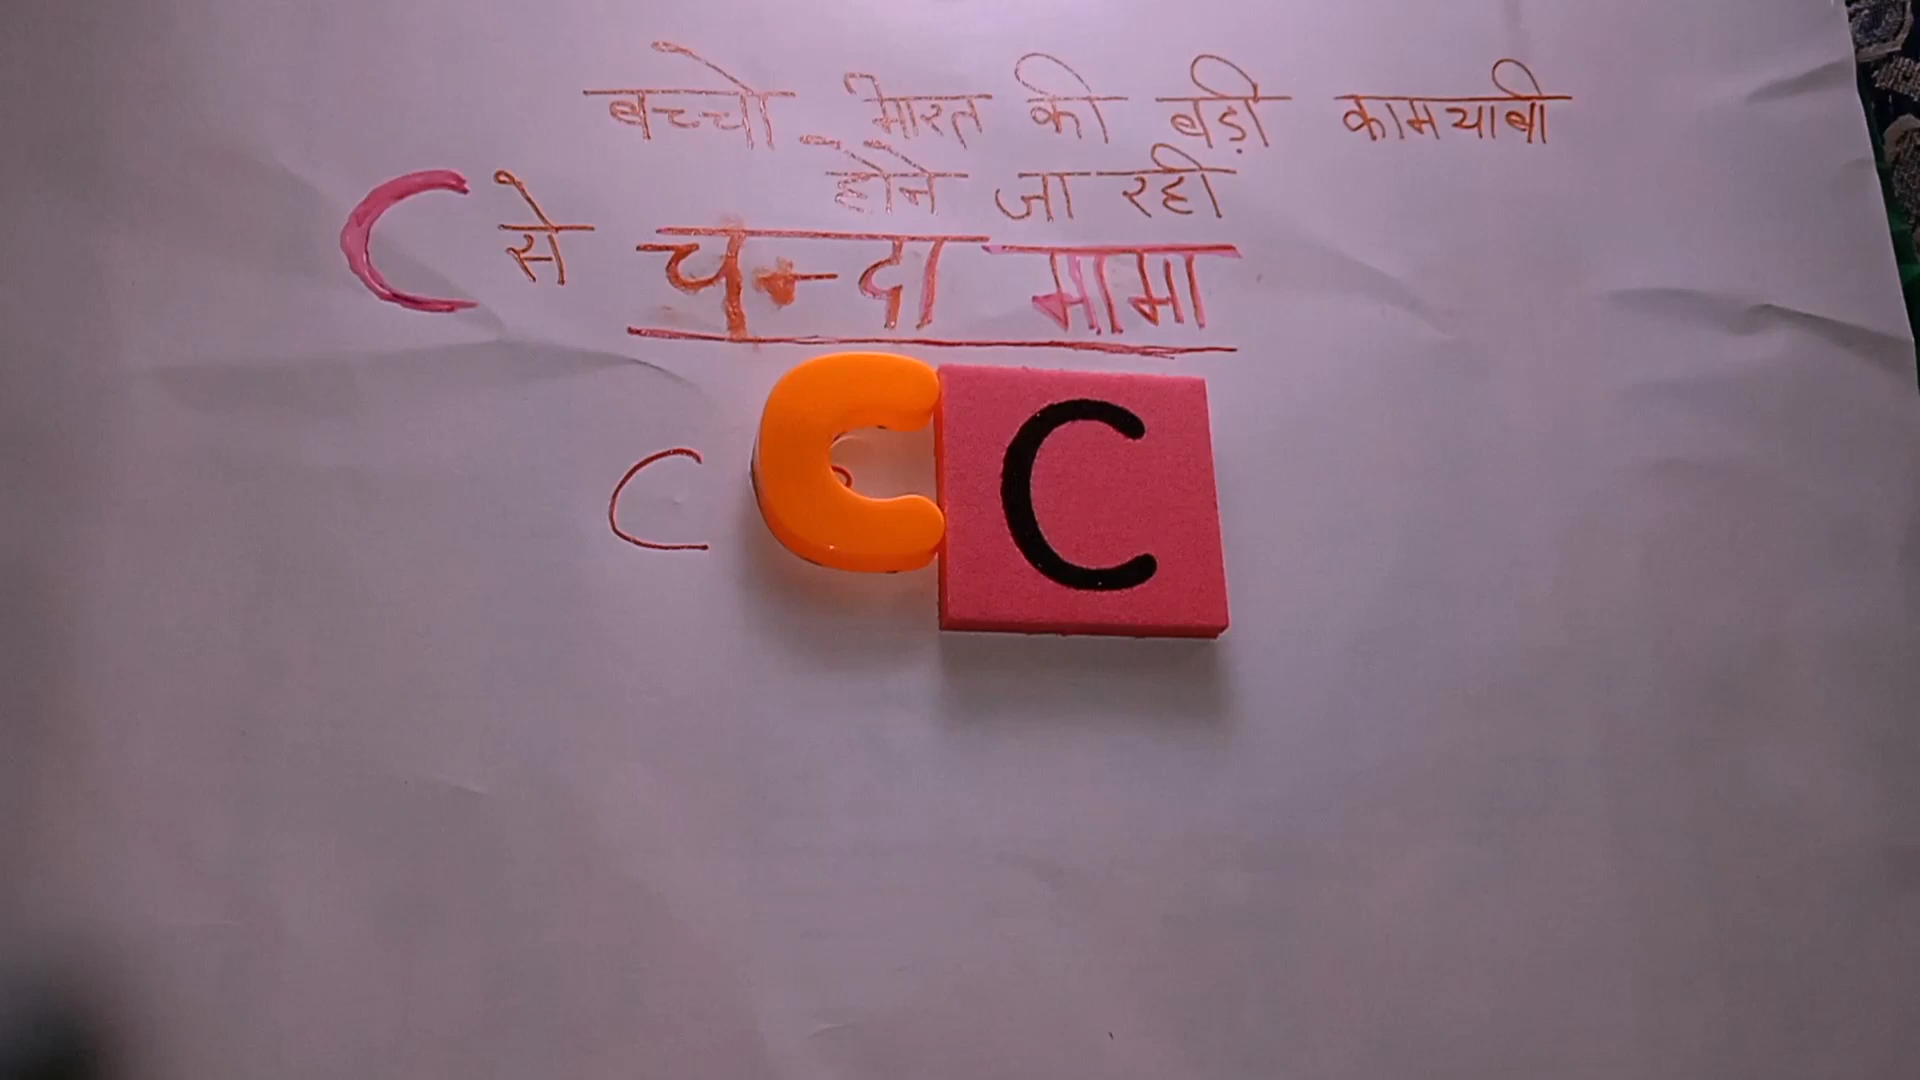 बच्चो भारत की बड़ी कामयाबी
होने जा रही
C से चन्दा मामा
C C C